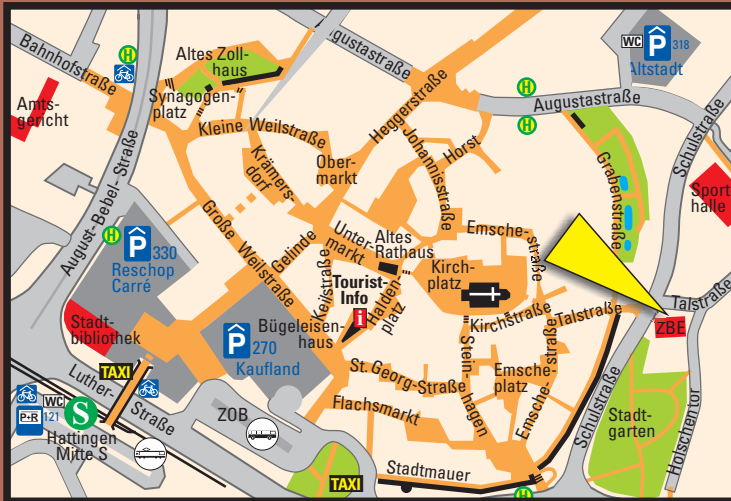 Bahnhofstraße
H
Altes Zoll-
haus
Augustastraße
WC
P
318
Altstadt
Amts-
gericht
Synagogen-
platz
Kleine Weilstraße
Heggerstraße
H
H
Augustastraße
Schulstraße
Krämers-
dorf
Ober-
markt
Johannisstraße
Horst
Grabenstraße
Sport
halle
August-Bebel-Straße
H
P
330
Reschop
Carré
Große Weilstraße
Gelinde
Unter-
markt
Altes
Rathaus
Emsche-
straße
Kirch-
platz
Keilstraße
Tourist-
Info
i
Halden-
platz
Talstraße
ZBE
Stadt-
bibliothek
P
270
Kaufland
Bügeleisen-
haus
Kirchstraße
Talstraße
Stein-
hagen
Emschestraße
Emsche-
platz
St. Georg-Straße
Flachsmarkt
TAXI
Luther-
Straße
WC
P+R
121
S
Hattingen
Mitte S
ZOB
Schulstraße
Stadt-
garten
Holschentor
TAXI
Stadtmauer
H